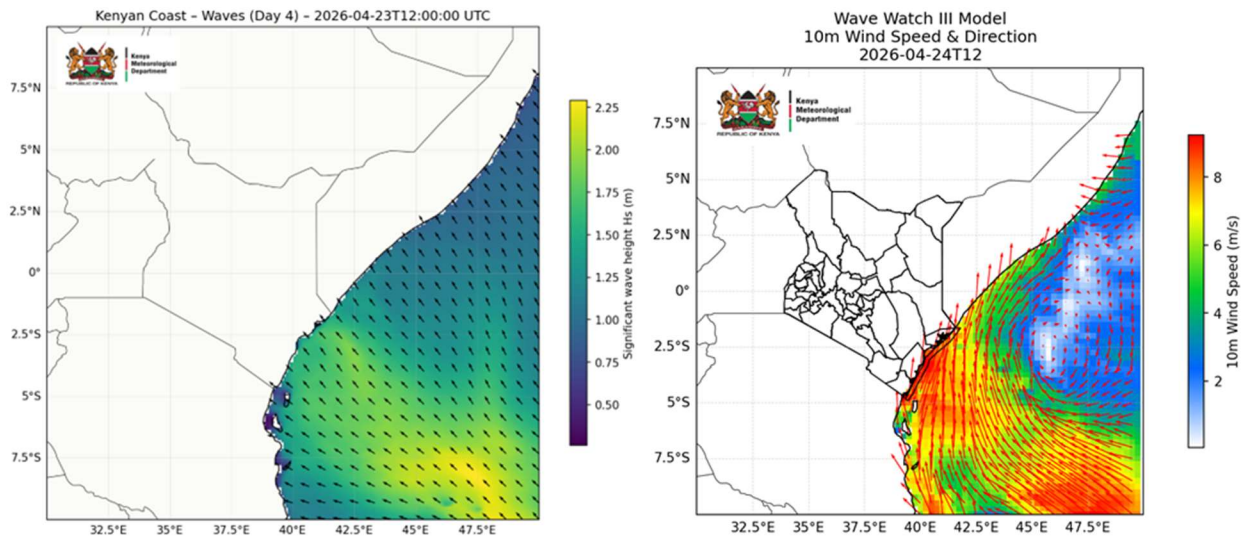 Kenyan Coast – Waves (Day 4) – 2026-04-23T12:00:00 UTC
Kenya
Meteorological
Department
REPUBLIC OF KENYA
7.5°N
5°N
2.5°N
0°
2.5°S
5°S
7.5°S
32.5°E 35°E 37.5°E 40°E 42.5°E 45°E 47.5°E
2.25
2.00
1.75
1.50
1.25
1.00
0.75
0.50
Significant wave height Hs (m)
Wave Watch III Model
10m Wind Speed & Direction
2026-04-24T12
Kenya
Meteorological
Department
REPUBLIC OF KENYA
7.5°N
5°N
2.5°N
0°
2.5°S
5°S
7.5°S
32.5°E 35°E 37.5°E 40°E 42.5°E 45°E 47.5°E
8
6
4
2
10m Wind Speed (m/s)